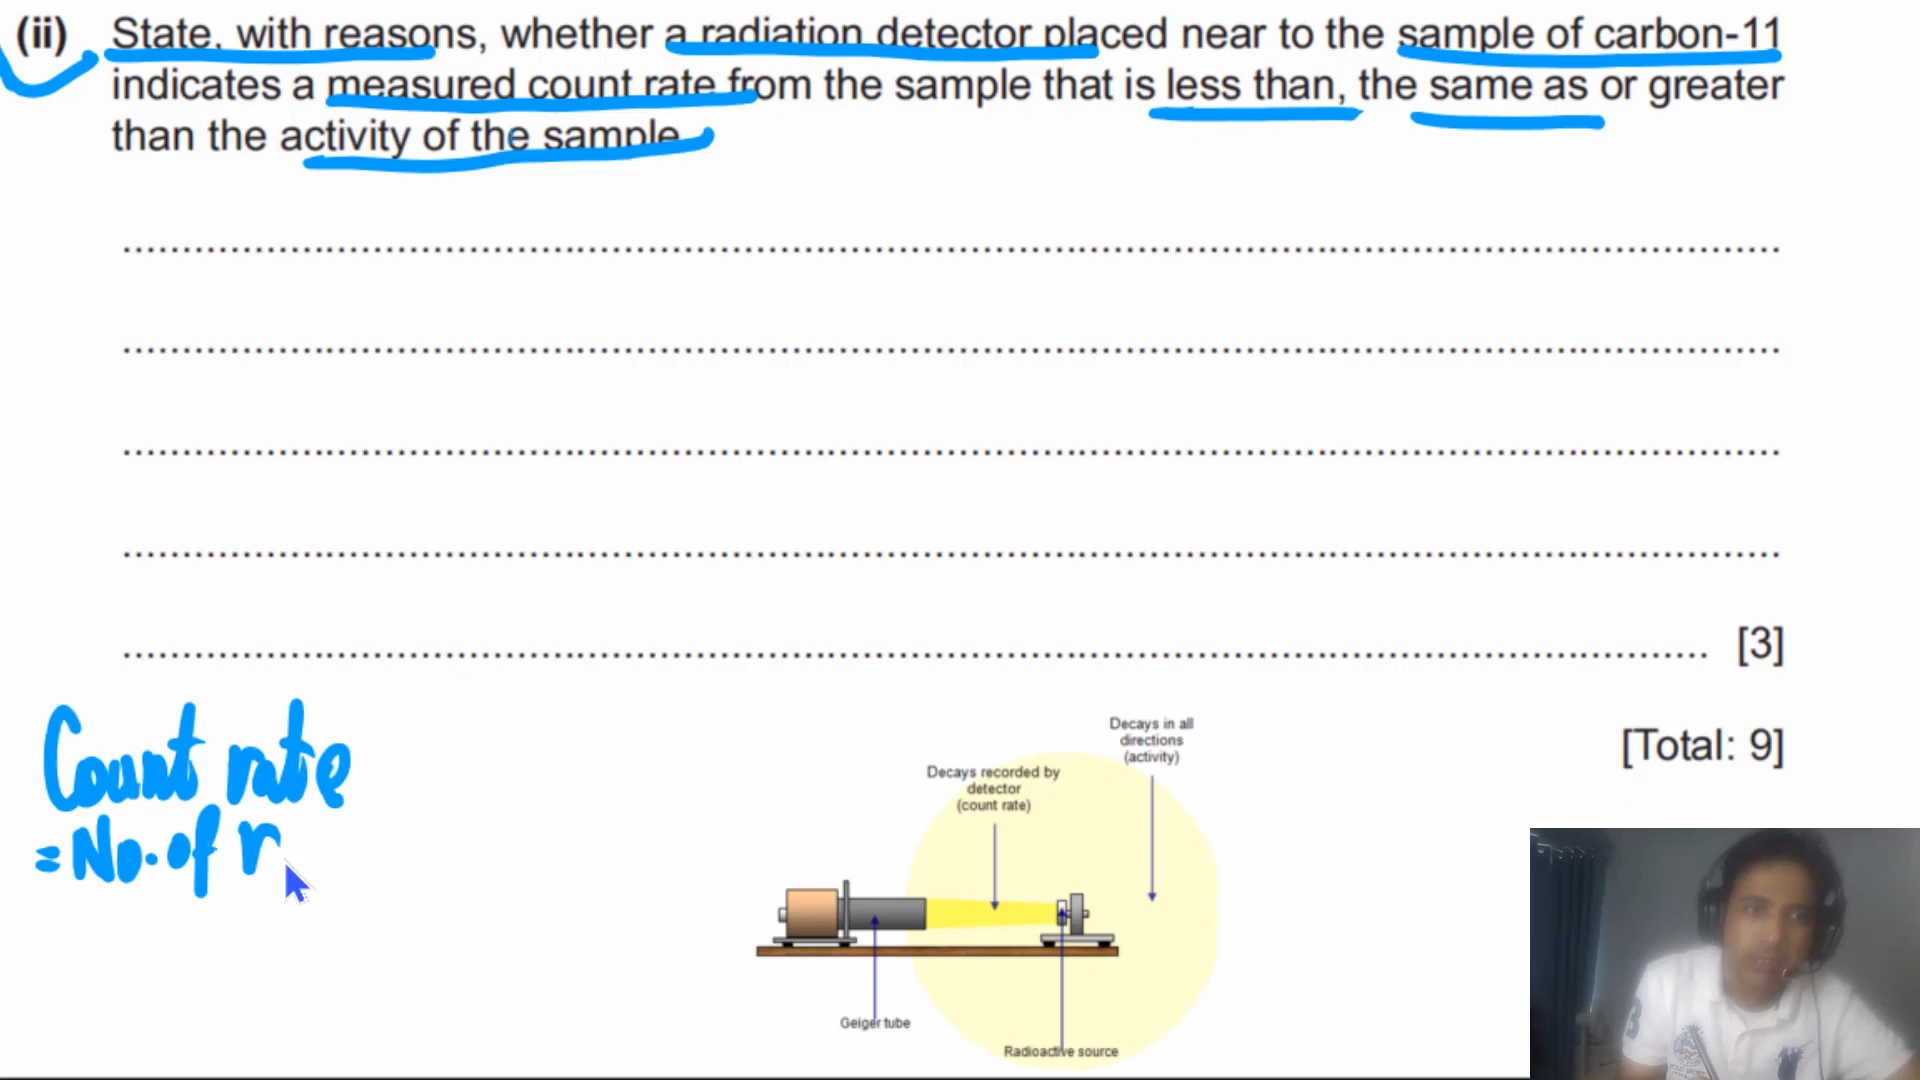 (ii) State, with reasons, whether a radiation detector placed near to the sample of carbon-11
indicates a measured count rate from the sample that is less than, the same as or greater
than the activity of the sample.
[3]
[Total: 9]
Count rate
= No. of r
Decays in all
directions
(activity)
Decays recorded by
detector
(count rate)
Geiger tube
Radioactive source
3